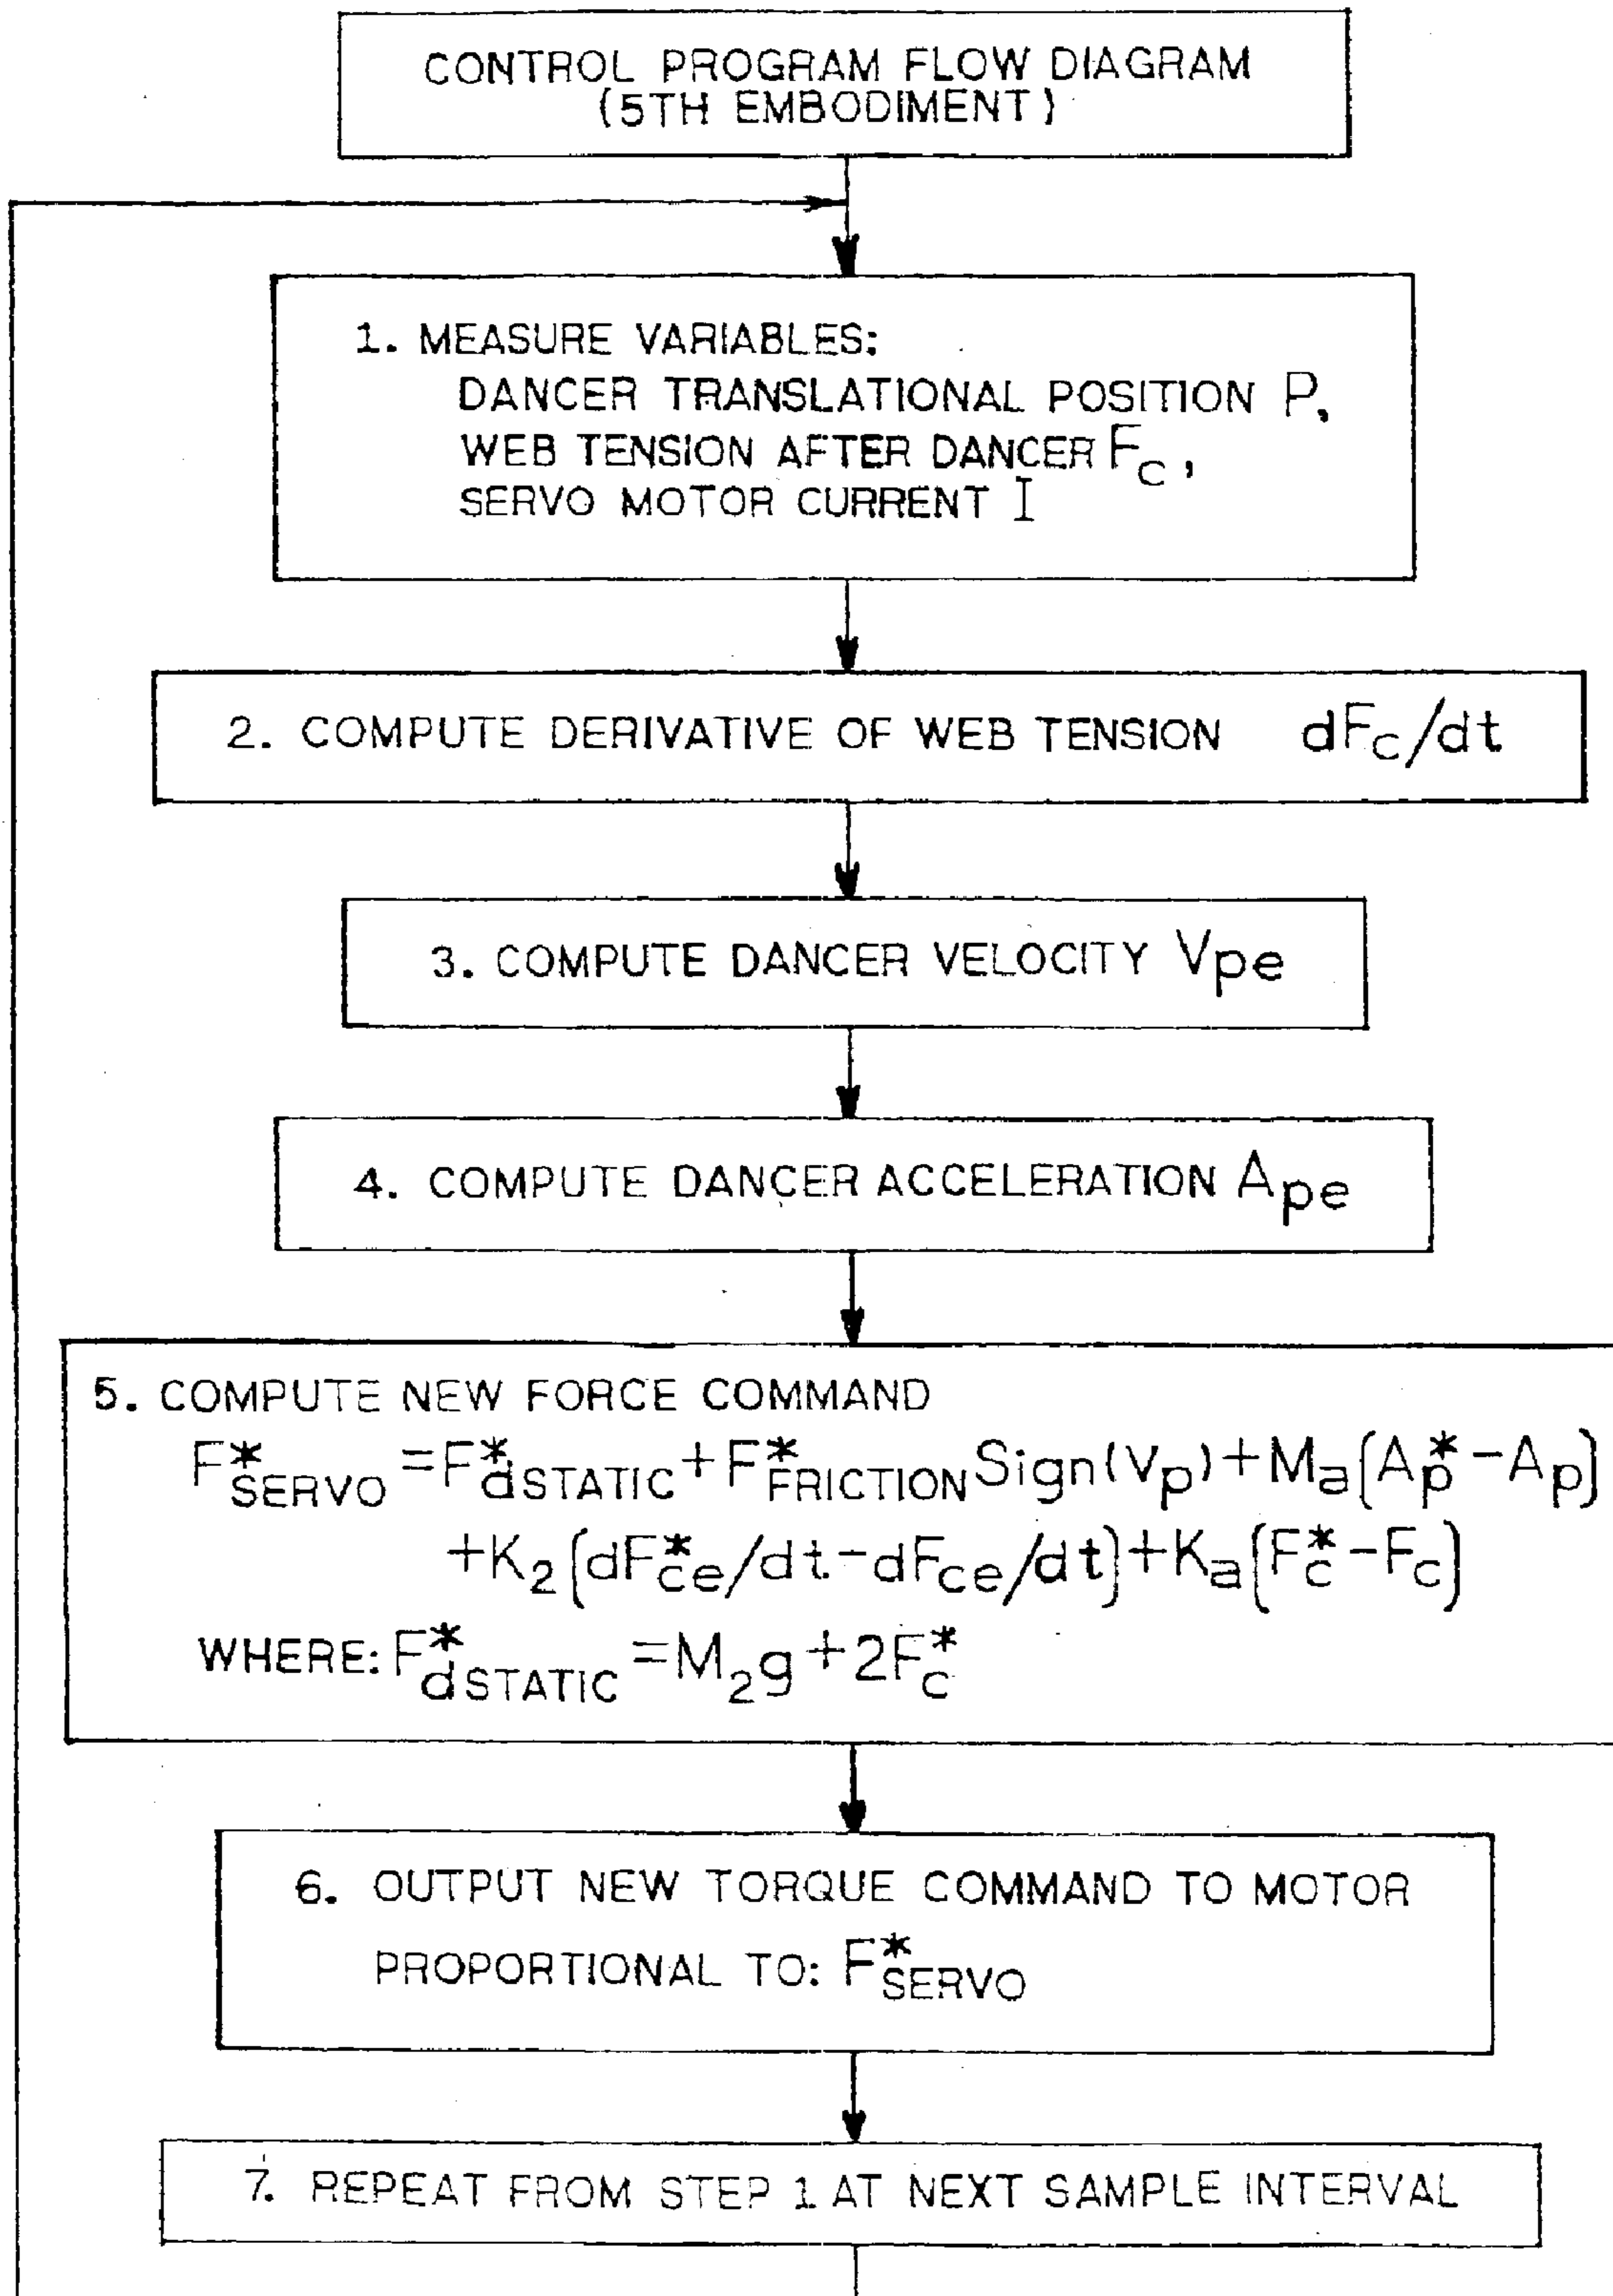 CONTROL PROGRAM FLOW DIAGRAM
(5TH EMBODIMENT)
1. MEASURE VARIABLES:
DANCER TRANSLATIONAL POSITION P,
WEB TENSION AFTER DANCER F_c,
SERVO MOTOR CURRENT I
2. COMPUTE DERIVATIVE OF WEB TENSION dF_c/dt
3. COMPUTE DANCER VELOCITY V_pe
4. COMPUTE DANCER ACCELERATION A_pe
5. COMPUTE NEW FORCE COMMAND
F*_SERVO = F*_dSTATIC + F*_FRICTION Sign(V_p) + M_a[A*_p - A_p]
+K_2[dF*_ce/dt - dF_ce/dt] + K_a[F*_c - F_c]
WHERE: F*_dSTATIC = M_2g + 2F*_c
6. OUTPUT NEW TORQUE COMMAND TO MOTOR
PROPORTIONAL TO: F*_SERVO
7. REPEAT FROM STEP 1 AT NEXT SAMPLE INTERVAL